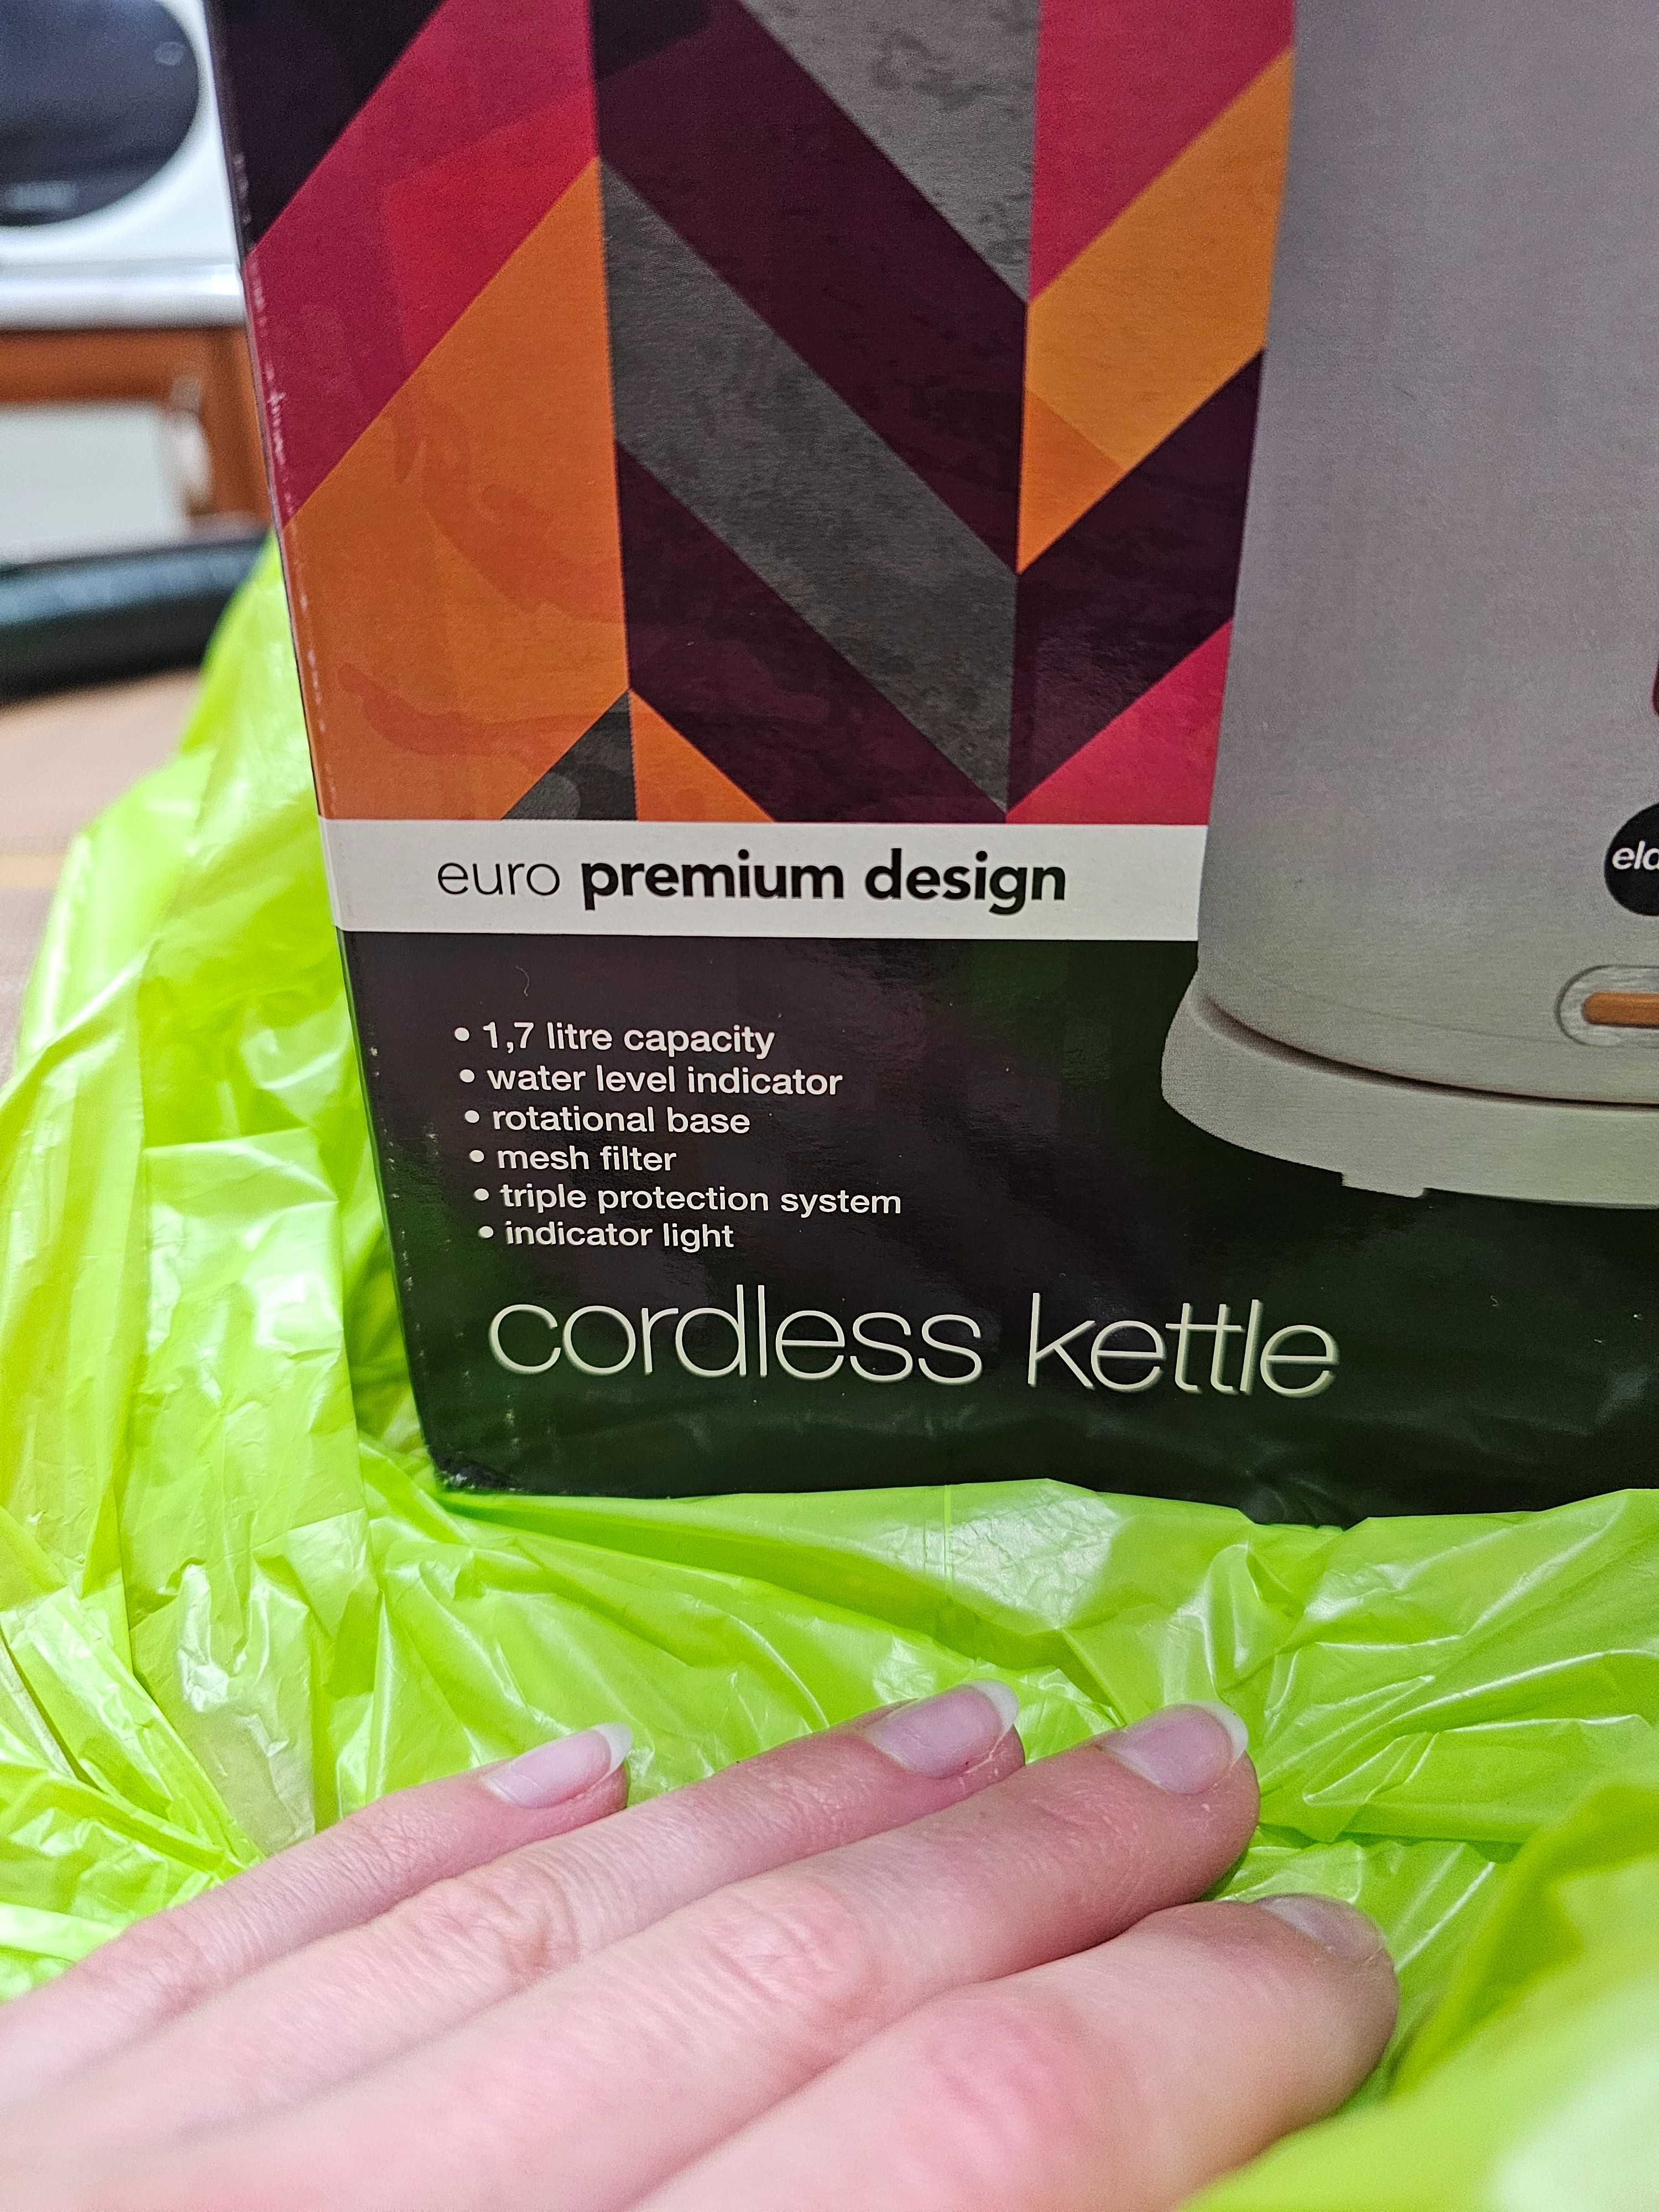 euro premium design
• 1,7 litre capacity
• water level indicator
• rotational base
• mesh filter
• triple protection system
• indicator light
cordless kettle